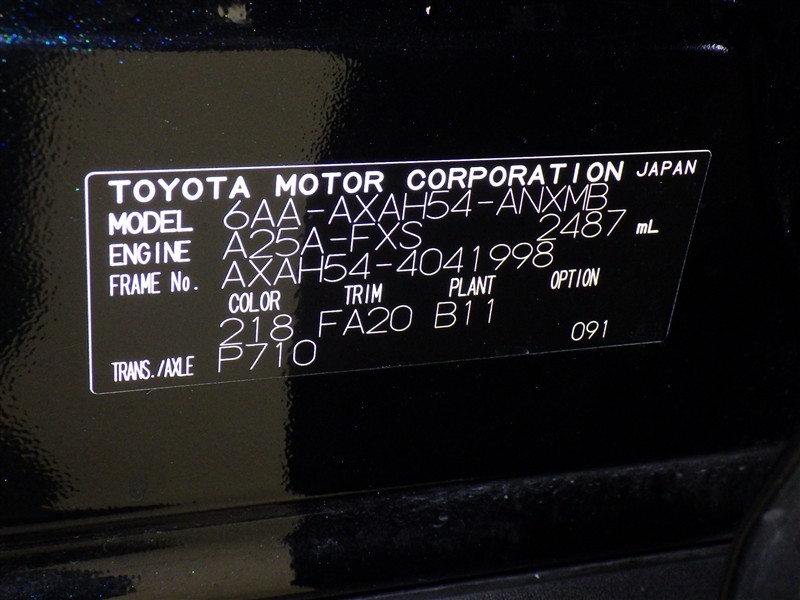 TOYOTA MOTOR CORPORATION JAPAN
MODEL 6AA-AXAH54-ANXMB
ENGINE A25A-FXS 2487 mL
FRAME No. AXAH54-4041998
COLOR TRIM PLANT OPTION
218 FA20 B11
TRANS./AXLE P710 091